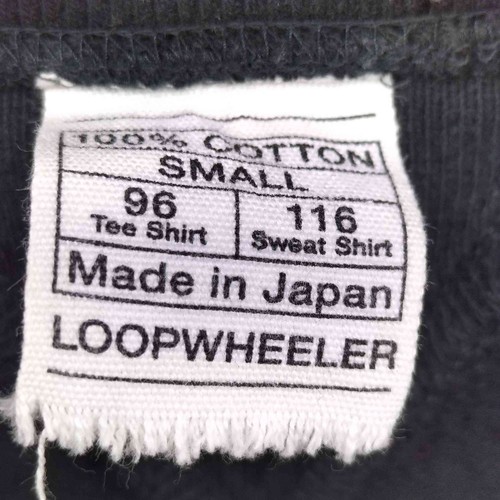 100% COTTON
SMALL
96 116
Tee Shirt Sweat Shirt
Made in Japan
LOOPWHEELER